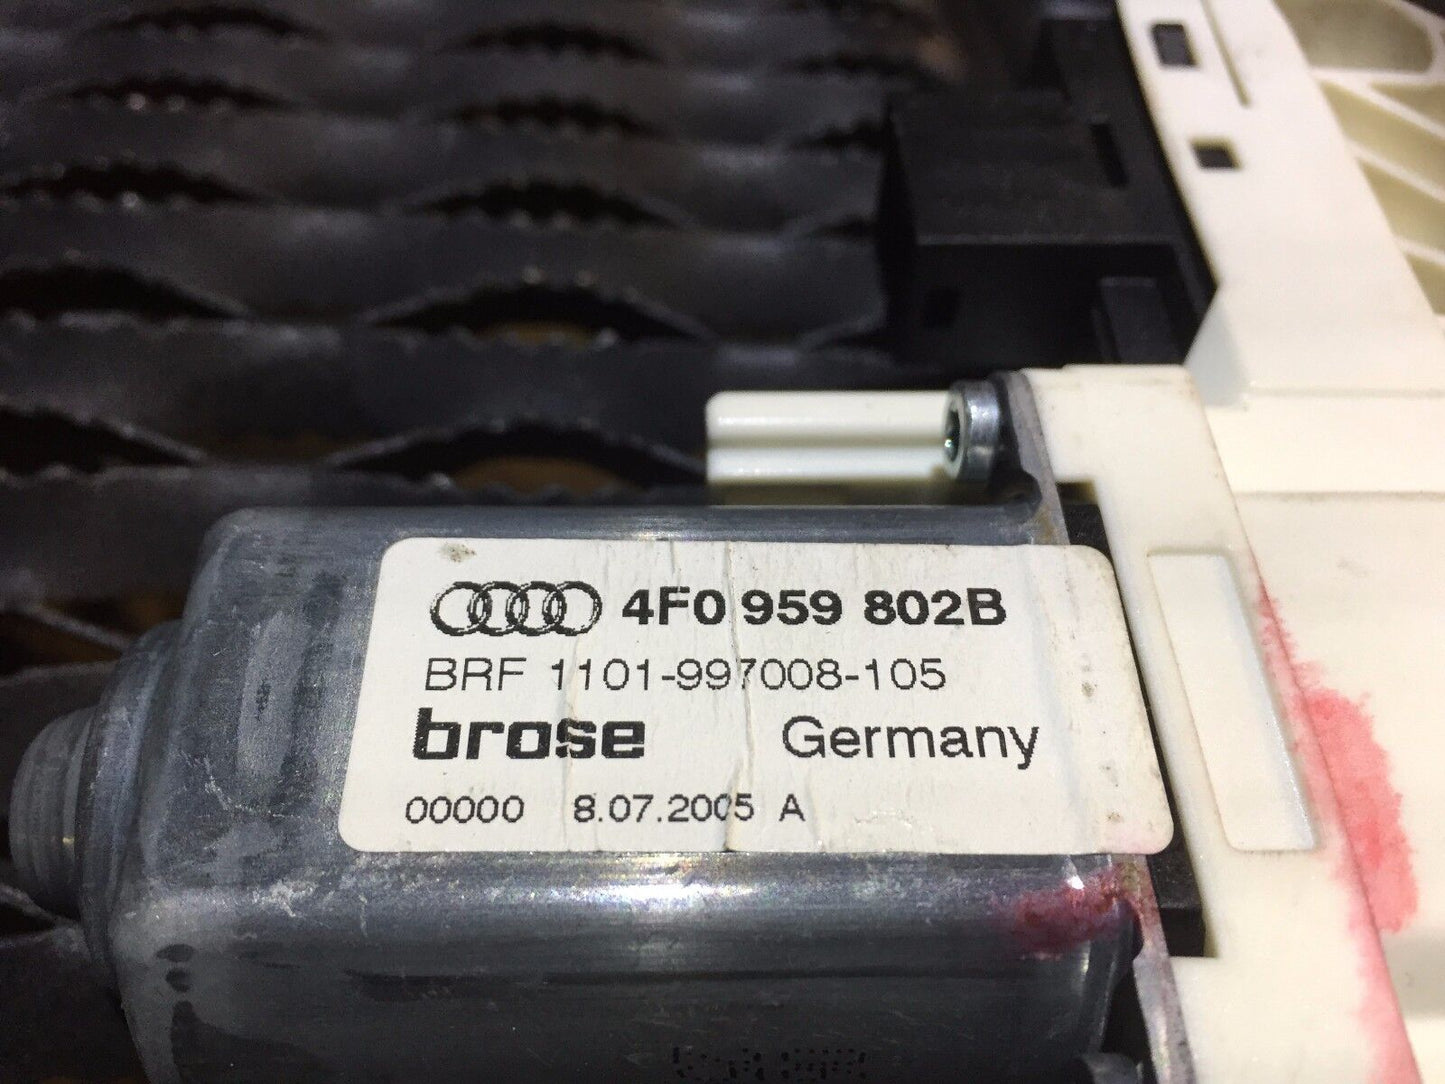 4F0 959 802B
BRF 1101-997008-105
brose Germany
00000 8.07.2005 A